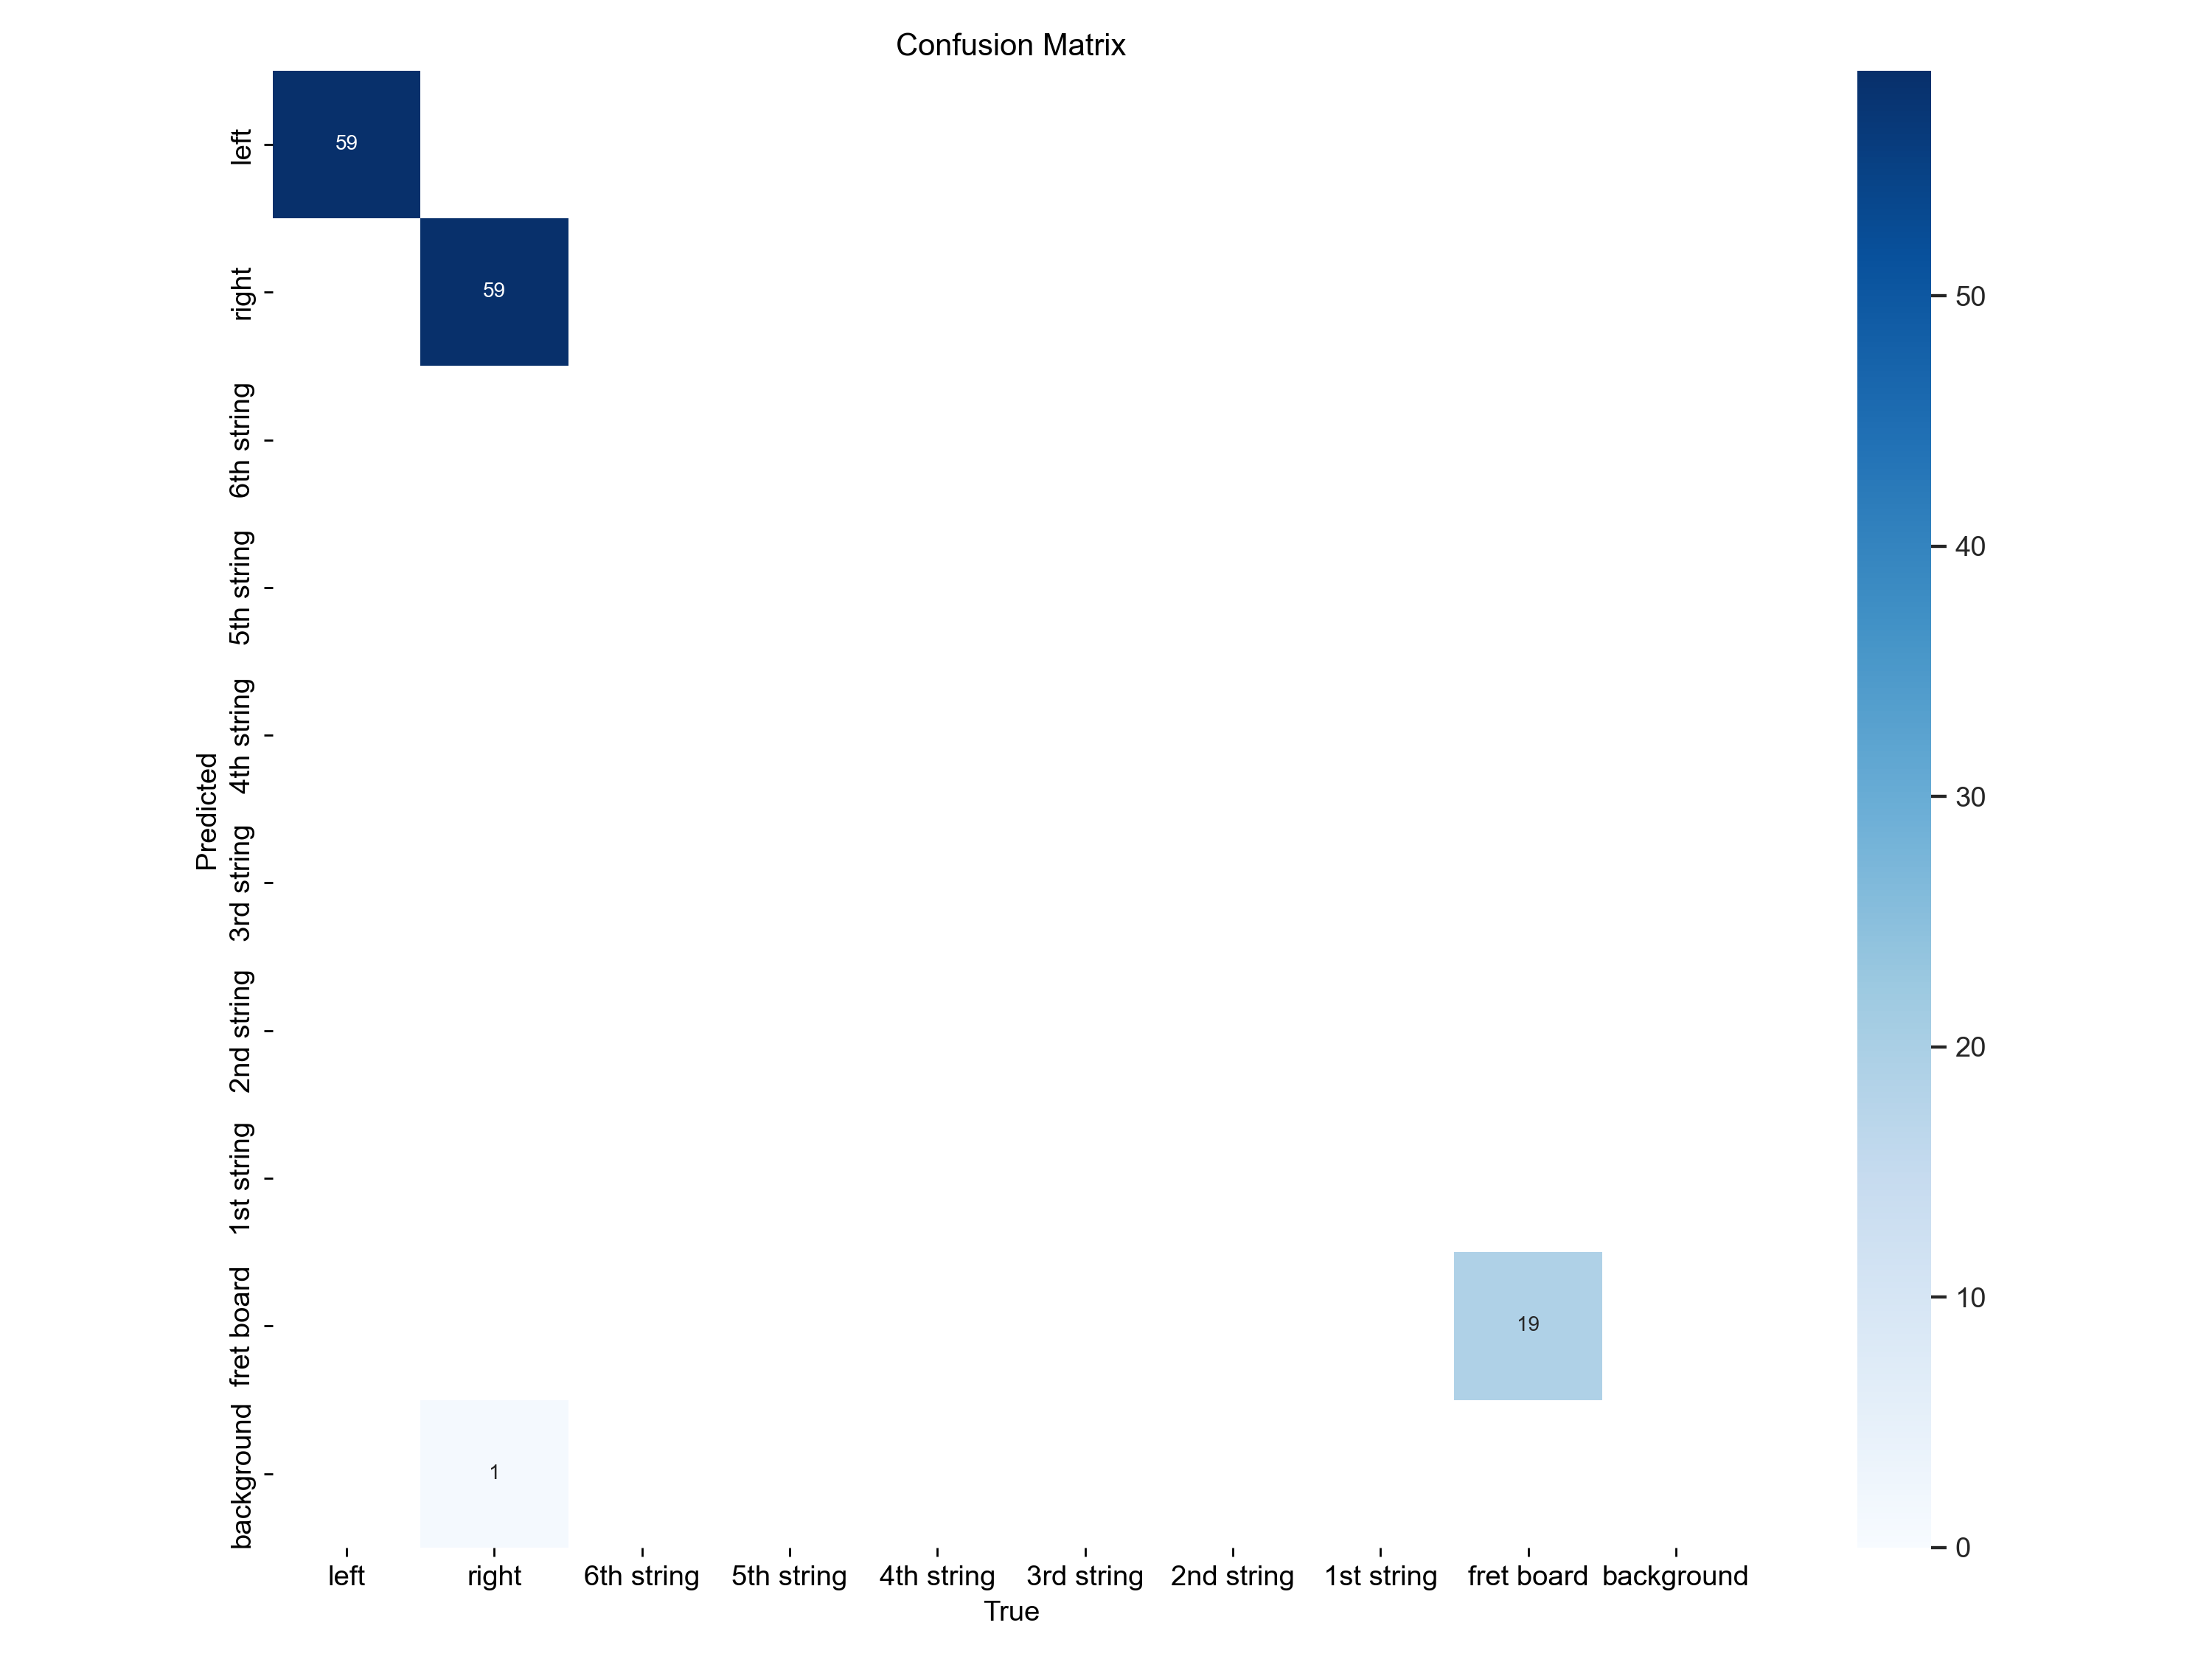 Confusion Matrix
left
right
6th string
5th string
4th string
3rd string
2nd string
1st string
fret board
background
Predicted
59
59
19
1
left right 6th string 5th string 4th string 3rd string 2nd string 1st string fret board background
True
50
40
30
20
10
0